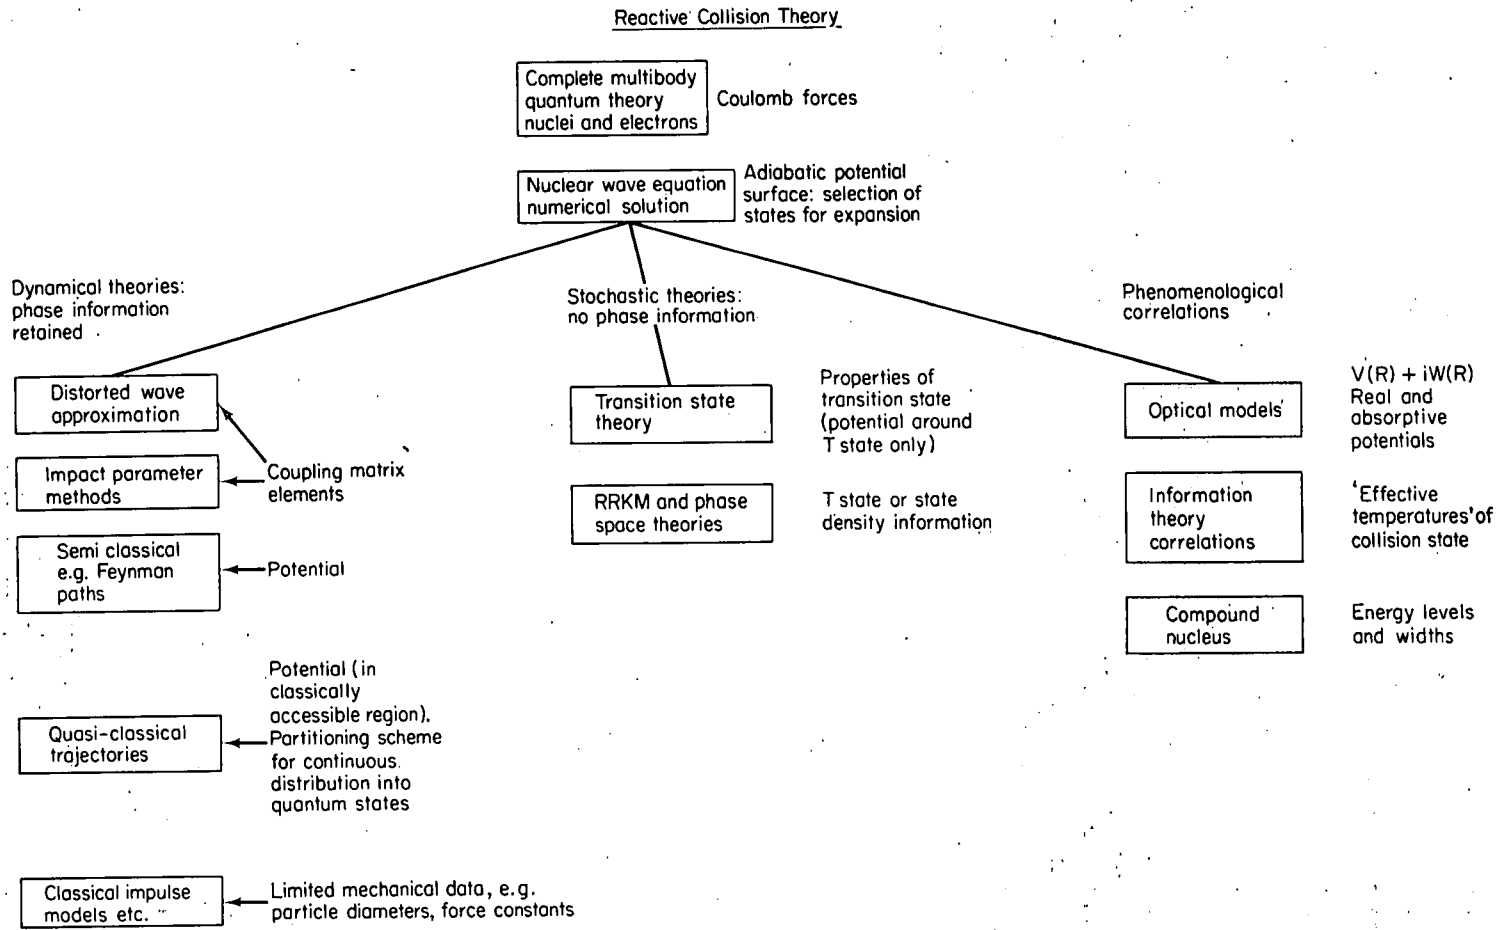 Reactive Collision Theory
Complete multibody
quantum theory
nuclei and electrons
Coulomb forces
Nuclear wave equation
numerical solution
Adiabatic potential
surface: selection of
states for expansion
Dynamical theories:
phase information
retained
Stochastic theories:
no phase information
Phenomenological
correlations
Distorted wave
approximation
Impact parameter
methods
Coupling matrix
elements
Semi classical
e.g. Feynman
paths
Potential
Quasi-classical
trajectories
Potential (in
classically
accessible region).
Partitioning scheme
for continuous
distribution into
quantum states
Classical impulse
models etc.
Limited mechanical data, e.g.
particle diameters, force constants
Transition state
theory
Properties of
transition state
(potential around
T state only)
RRKM and phase
space theories
T state or state
density information
Optical models
V(R) + iW(R)
Real and
absorptive
potentials
Information
theory
correlations
'Effective
temperatures' of
collision state
Compound
nucleus
Energy levels
and widths